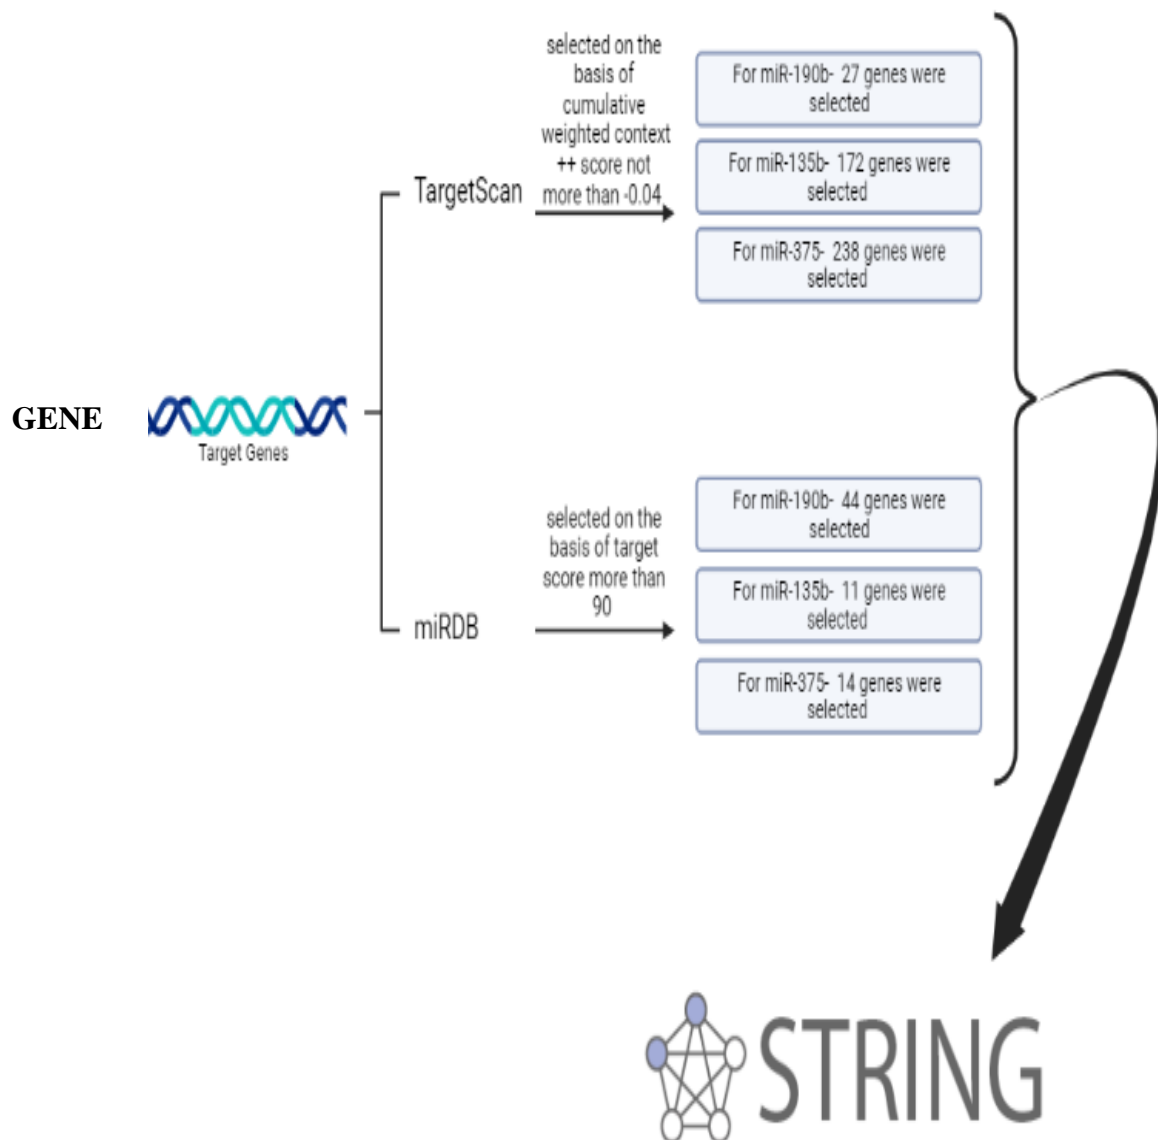 GENE
Target Genes
TargetScan
selected on the
basis of
cumulative
weighted context
++ score not
more than -0.04
For miR-190b- 27 genes were
selected
For miR-135b- 172 genes were
selected
For miR-375- 238 genes were
selected
miRDB
selected on the
basis of target
score more than
90
For miR-190b- 44 genes were
selected
For miR-135b- 11 genes were
selected
For miR-375- 14 genes were
selected
STRING